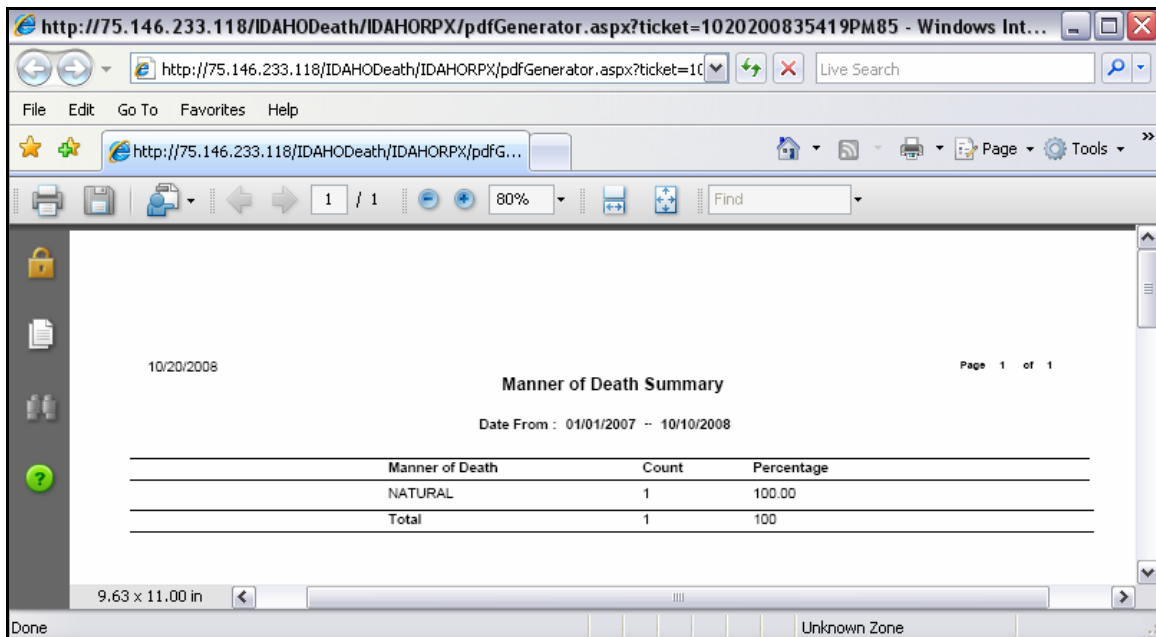 http://75.146.233.118/IDAHODeath/IDAHORPX/pdfGenerator.aspx?ticket=1020200835419PM85 - Windows Int...
http://75.146.233.118/IDAHODeath/IDAHORPX/pdfGenerator.aspx?ticket=10 Live Search
File Edit Go To Favorites Help
http://75.146.233.118/IDAHODeath/IDAHORPX/pdfG... Page Tools »
1 / 1 80% Find
10/20/2008 Page 1 of 1
Manner of Death Summary
Date From : 01/01/2007 -- 10/10/2008
Manner of Death Count Percentage
NATURAL 1 100.00
Total 1 100
9.63 x 11.00 in
Done Unknown Zone